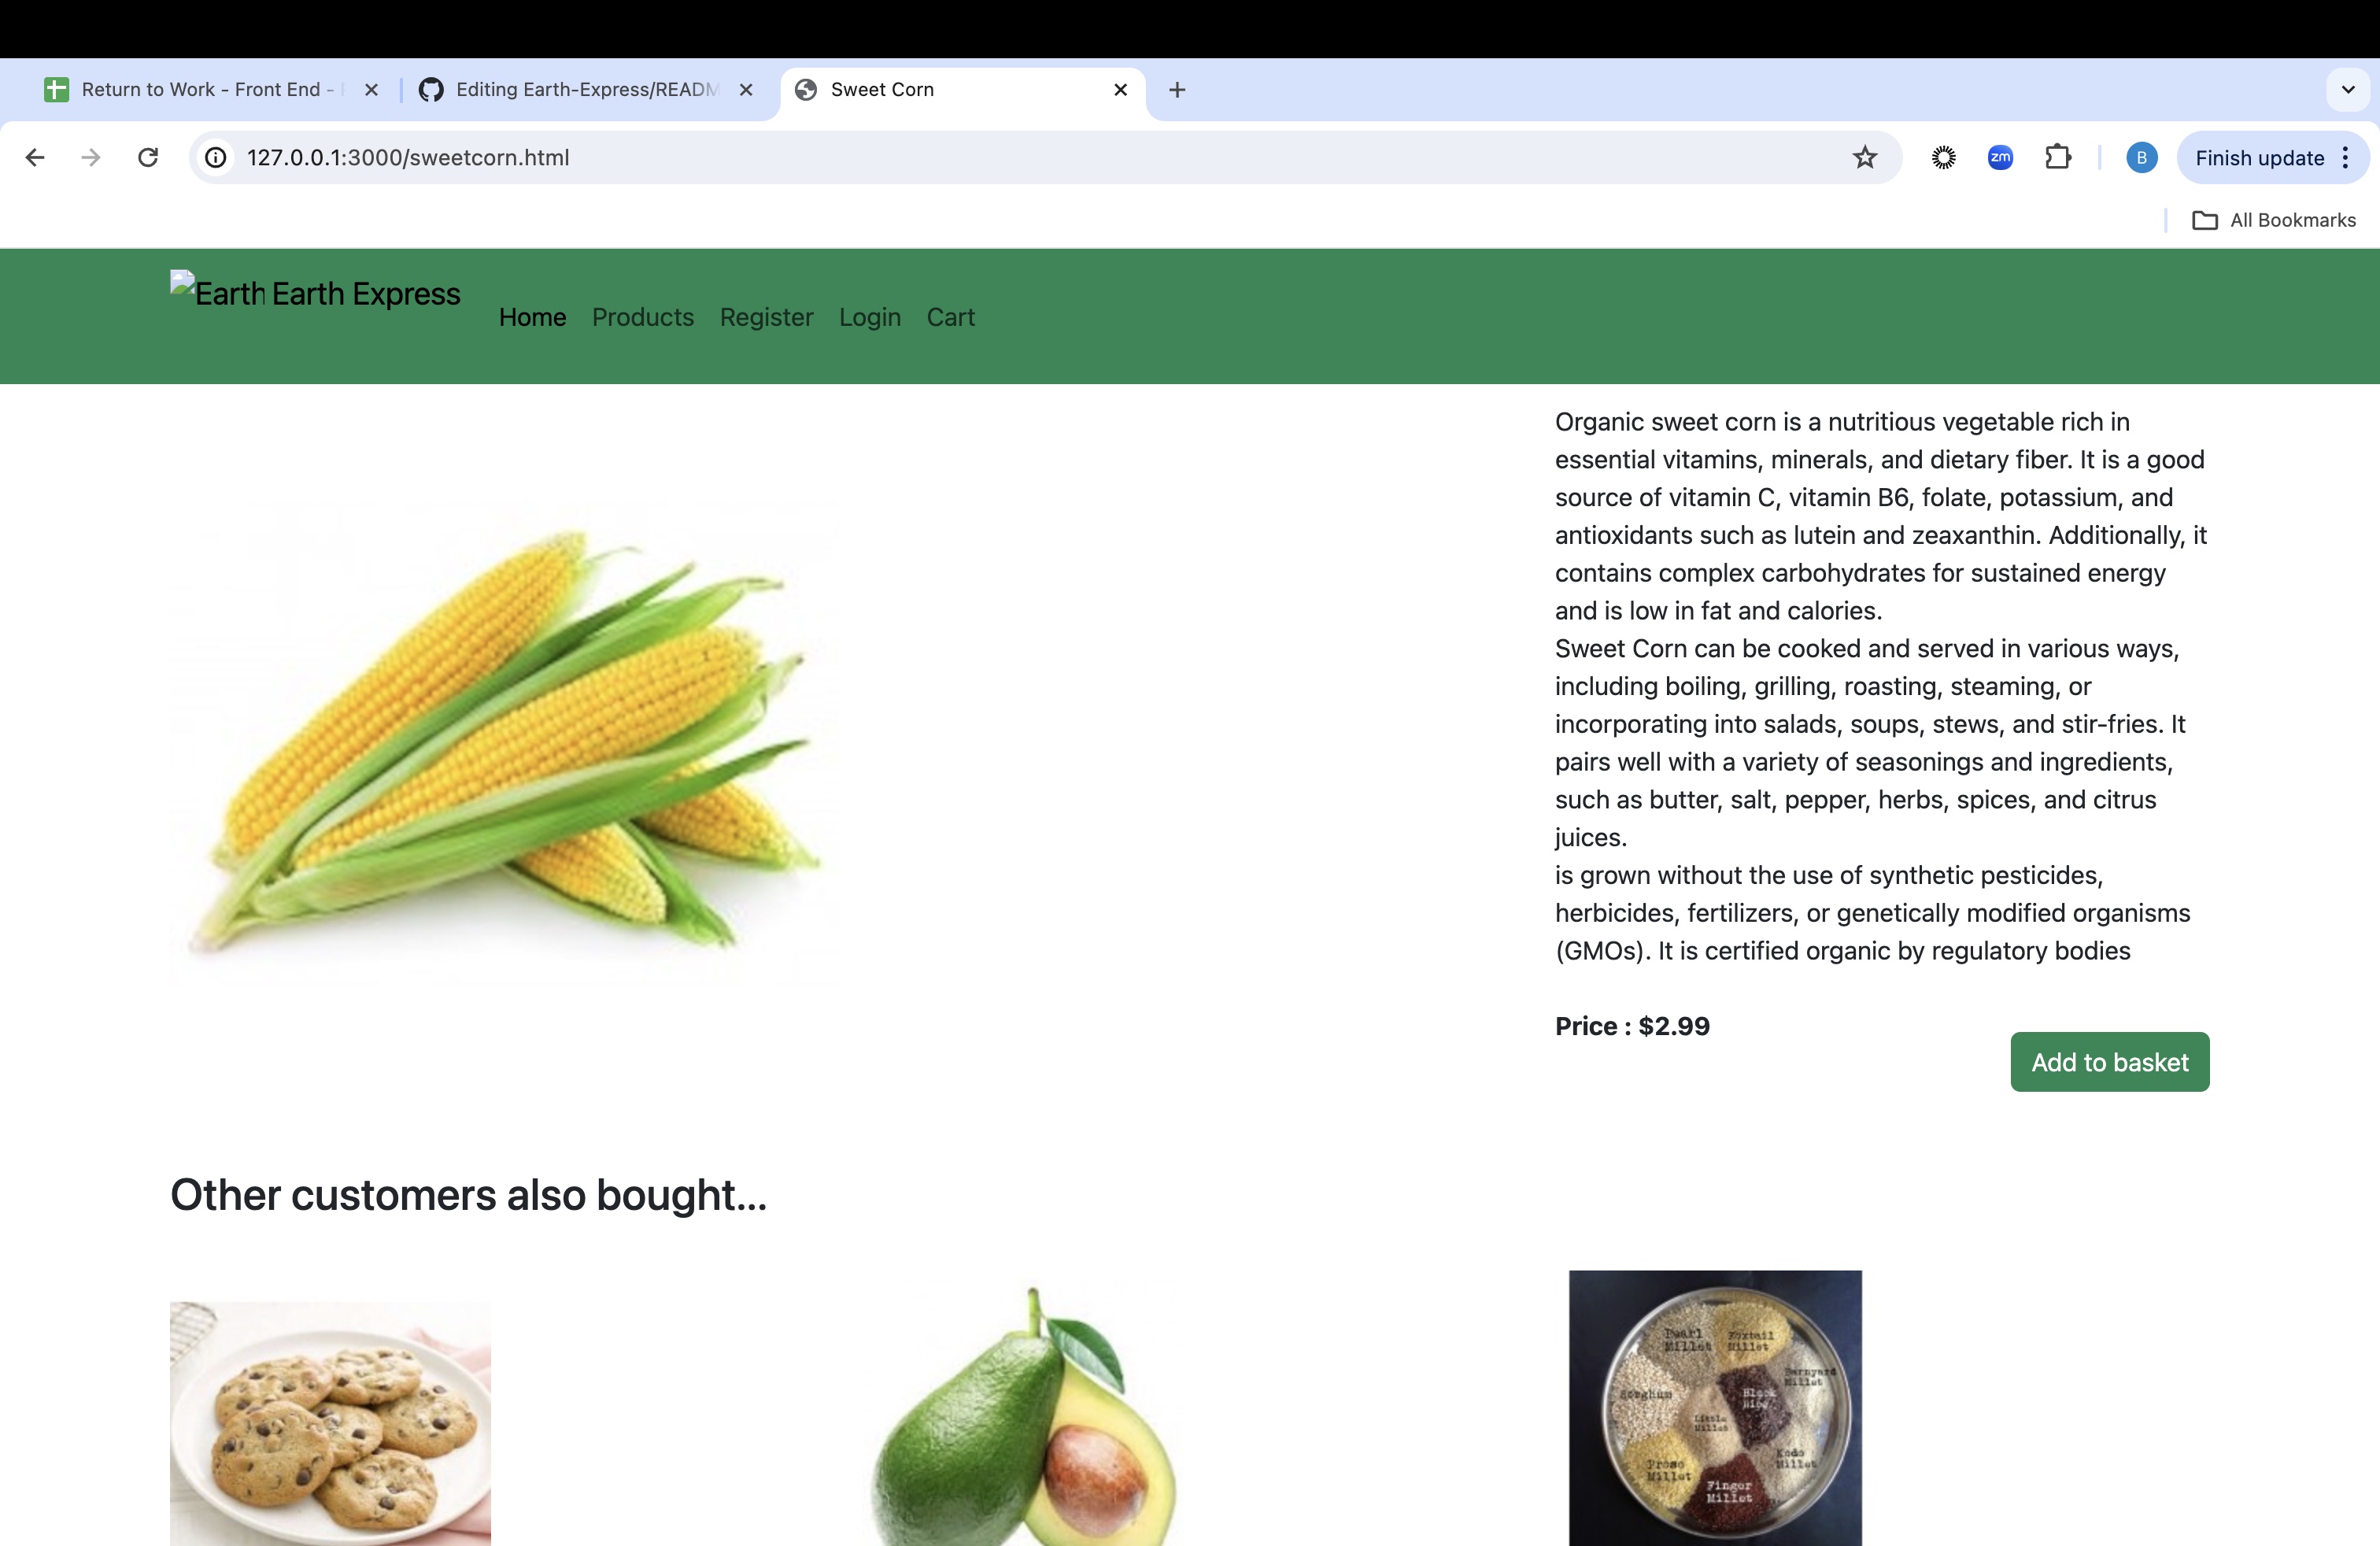 Return to Work - Front End -
Editing Earth-Express/READM
Sweet Corn
127.0.0.1:3000/sweetcorn.html
zm
B
Finish update
All Bookmarks
Earth Earth Express
Home Products Register Login Cart
Organic sweet corn is a nutritious vegetable rich in
essential vitamins, minerals, and dietary fiber. It is a good
source of vitamin C, vitamin B6, folate, potassium, and
antioxidants such as lutein and zeaxanthin. Additionally, it
contains complex carbohydrates for sustained energy
and is low in fat and calories.
Sweet Corn can be cooked and served in various ways,
including boiling, grilling, roasting, steaming, or
incorporating into salads, soups, stews, and stir-fries. It
pairs well with a variety of seasonings and ingredients,
such as butter, salt, pepper, herbs, spices, and citrus
juices.
is grown without the use of synthetic pesticides,
herbicides, fertilizers, or genetically modified organisms
(GMOs). It is certified organic by regulatory bodies
Price : $2.99
Add to basket
Other customers also bought...
Pearl
Millet
Foxtail
Millet
Barnyard
Millet
Sorghum
Black
Rice
Little
Millet
Kodo
Millet
Proso
Millet
Finger
Millet